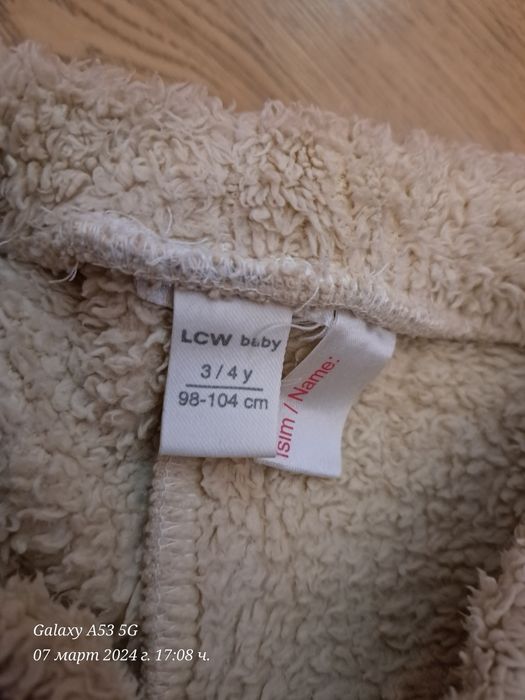 LCW baby
3 / 4 y
98-104 cm
İsim / Name:
Galaxy A53 5G
07 март 2024 г. 17:08 ч.